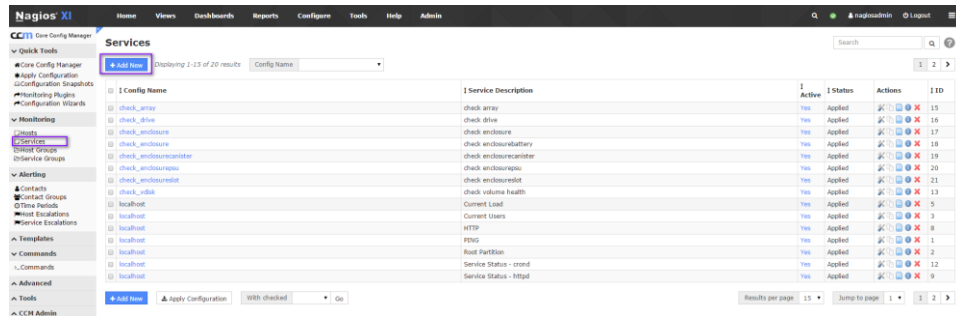 Nagios XI Home Views Dashboards Reports Configure Tools Help Admin nagiosadmin Logout
CCM Core Config Manager
Quick Tools
Core Config Manager
Apply Configuration
Configuration Snapshots
Monitoring Plugins
Configuration Wizards
Monitoring
Hosts
Services
Host Groups
Service Groups
Alerting
Contacts
Contact Groups
Time Periods
Host Escalations
Service Escalations
Templates
Commands
Commands
Advanced
Tools
CCM Admin
Services Search
+ Add New Displaying 1-15 of 20 results Config Name 1 2
Config Name Service Description Active Status Actions ID
check_array check array Yes Applied 15
check_drive check drive Yes Applied 16
check_enclosure check enclosure Yes Applied 17
check_enclosure check enclosurebattery Yes Applied 18
check_enclosurecanister check enclosurecanister Yes Applied 19
check_enclosurepsu check enclosurepsu Yes Applied 20
check_enclosureslot check enclosureslot Yes Applied 21
check_vdisk check volume health Yes Applied 13
localhost Current Load Yes Applied 5
localhost Current Users Yes Applied 3
localhost HTTP Yes Applied 8
localhost PING Yes Applied 1
localhost Root Partition Yes Applied 2
localhost Service Status - crond Yes Applied 12
localhost Service Status - httpd Yes Applied 9
+ Add New Apply Configuration With checked Go Results per page 15 Jump to page 1 1 2